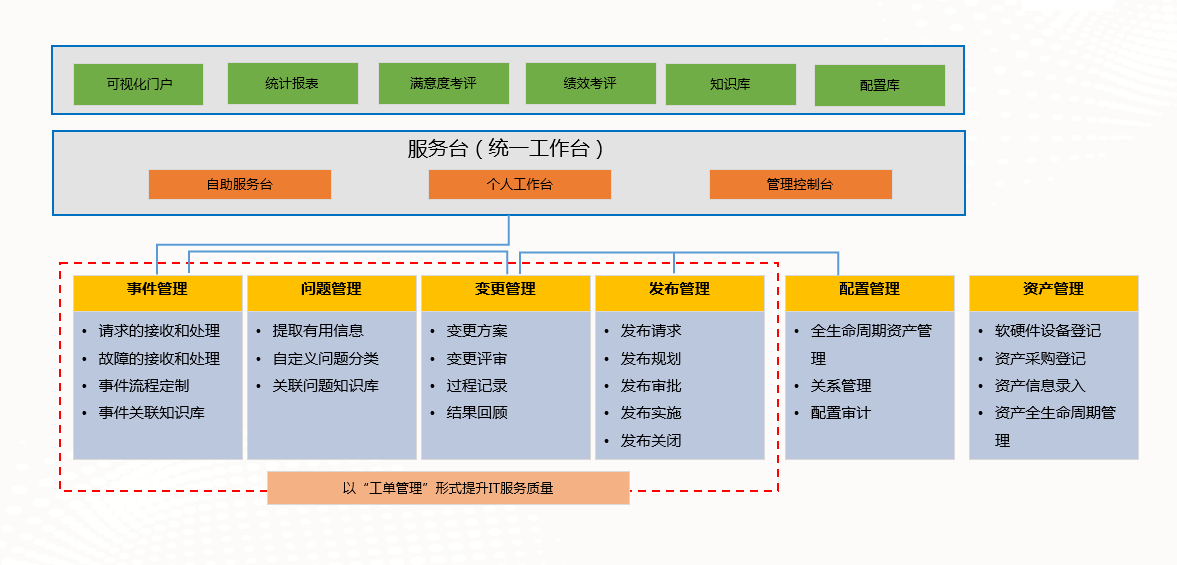 可视化门户
统计报表
满意度考评
绩效考评
知识库
配置库
服务台（统一工作台）
自助服务台
个人工作台
管理控制台
事件管理
• 请求的接收和处理
• 故障的接收和处理
• 事件流程定制
• 事件关联知识库
问题管理
• 提取有用信息
• 自定义问题分类
• 关联问题知识库
变更管理
• 变更方案
• 变更评审
• 过程记录
• 结果回顾
发布管理
• 发布请求
• 发布规划
• 发布审批
• 发布实施
• 发布关闭
配置管理
• 全生命周期资产管
理
• 关系管理
• 配置审计
资产管理
• 软硬件设备登记
• 资产采购登记
• 资产信息录入
• 资产全生命周期管
理
以“工单管理”形式提升IT服务质量